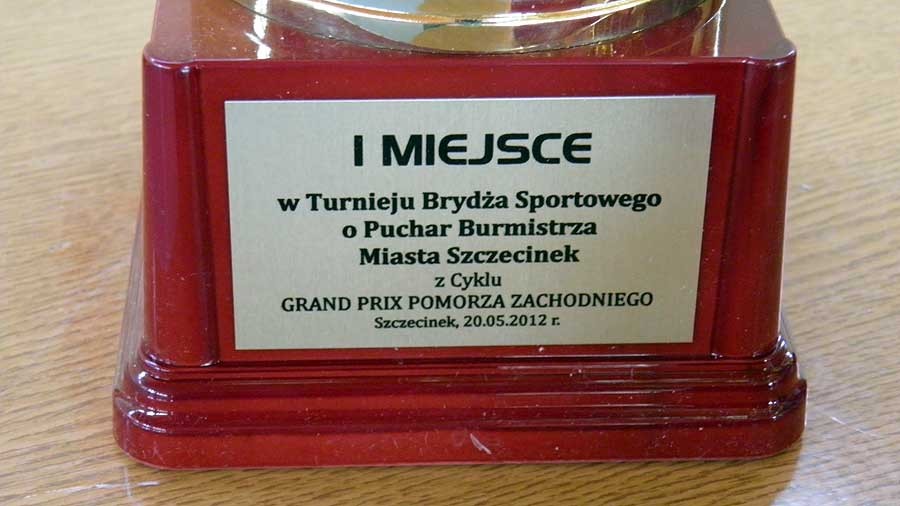 I MIEJSCE
w Turnieju Brydża Sportowego
o Puchar Burmistrza
Miasta Szczecinek
z Cyklu
GRAND PRIX POMORZA ZACHODNIEGO
Szczecinek, 20.05.2012 r.